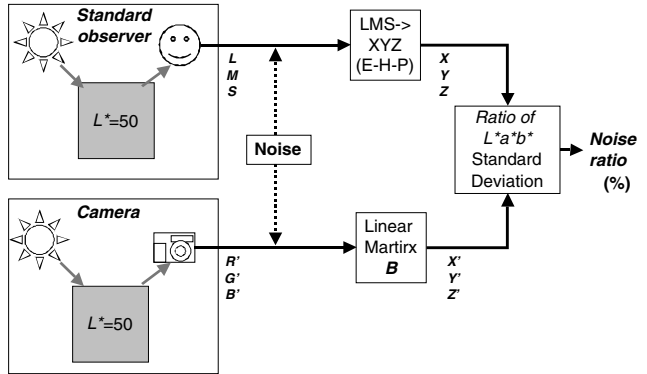 Standard
observer
L*=50
L
M
S
LMS->
XYZ
(E-H-P)
X
Y
Z
Noise
Ratio of
L*a*b*
Standard
Deviation
Noise
ratio
(%)
Camera
L*=50
R'
G'
B'
Linear
Martirx
B
X'
Y'
Z'